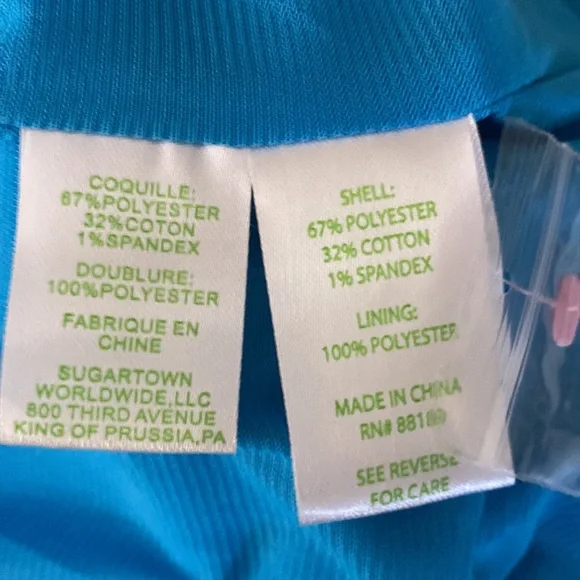 COQUILLE:
67%POLYESTER
32%COTON
1%SPANDEX
DOUBLURE:
100%POLYESTER
FABRIQUE EN
CHINE
SUGARTOWN
WORLDWIDE,LLC
800 THIRD AVENUE
KING OF PRUSSIA,PA
SHELL:
67% POLYESTER
32% COTTON
1% SPANDEX
LINING:
100% POLYESTER
MADE IN CHINA
RN#
SEE REVERSE
FOR CARE